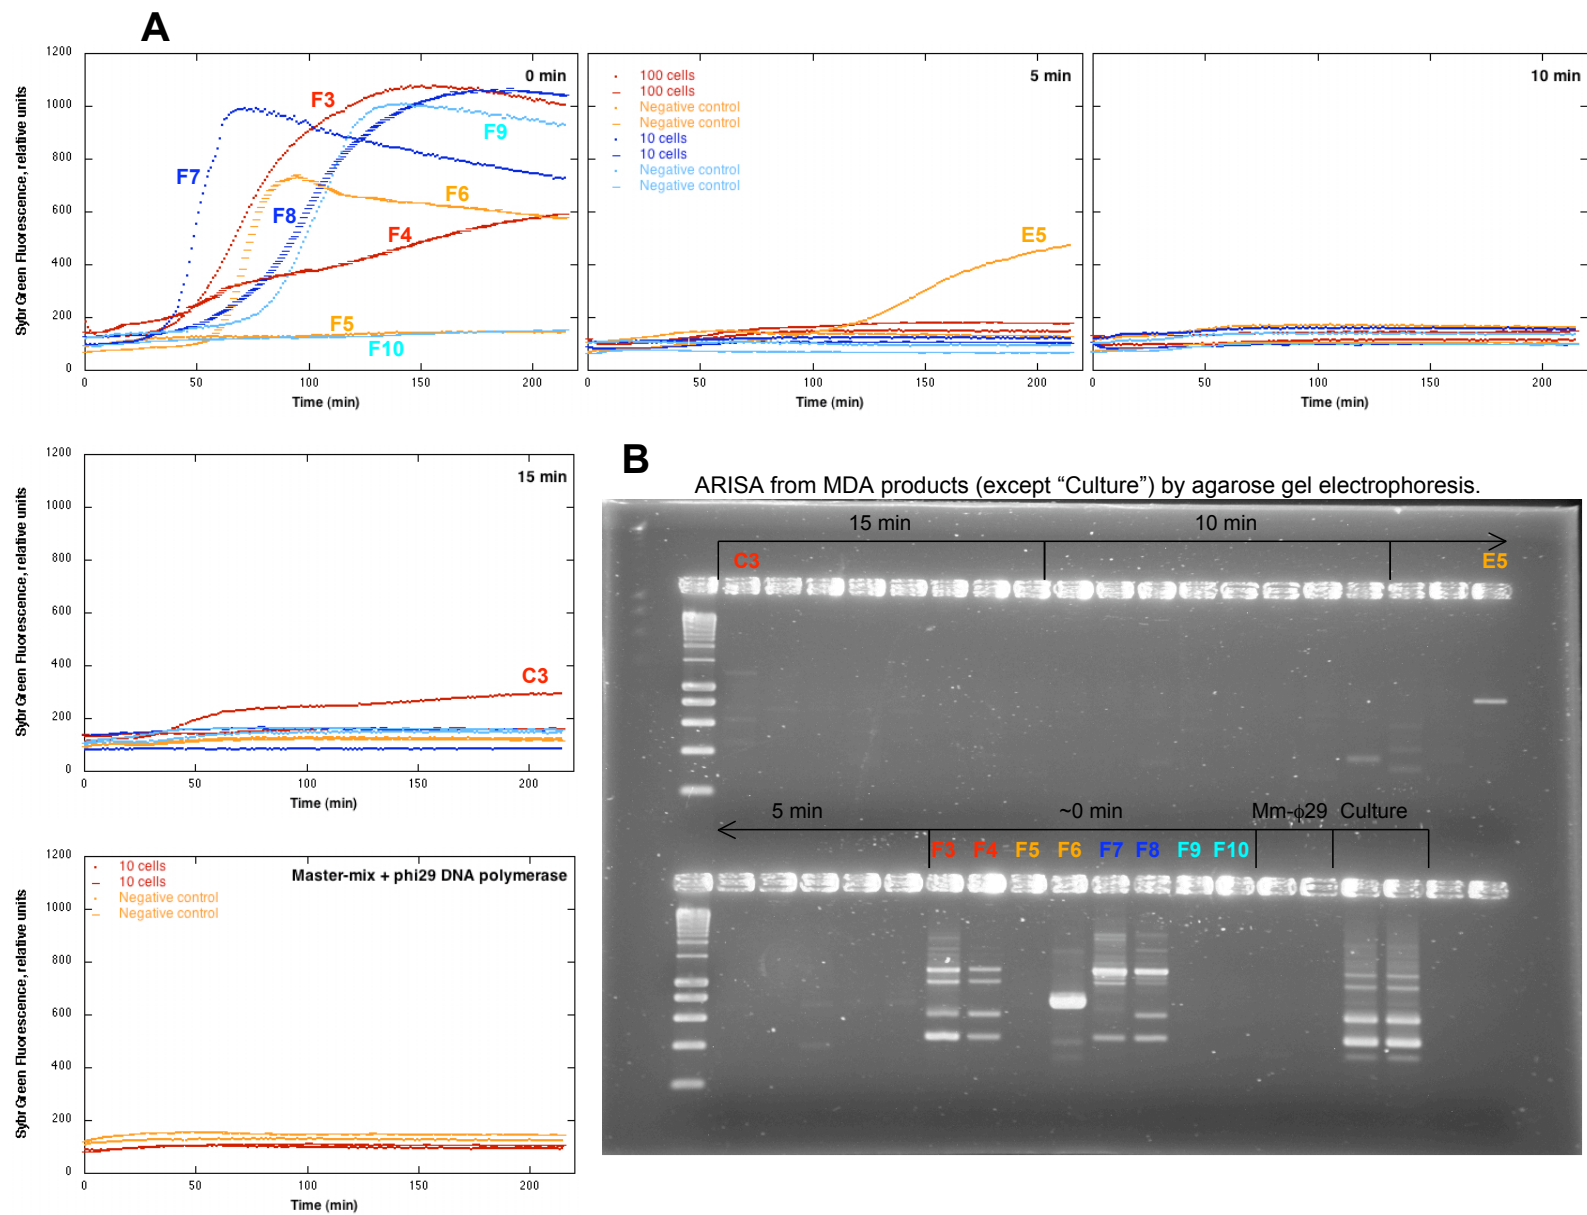 A
Sybr Green Fluorescence, relative units
1200
1000
800
600
400
200
0
0 min
F3
F7
F9
F6
F8
F4
F5
F10
0 50 100 150 200
Time (min)
5 min
100 cells
100 cells
Negative control
Negative control
10 cells
10 cells
Negative control
Negative control
E5
0 50 100 150 200
Time (min)
10 min
0 50 100 150 200
Time (min)
Sybr Green Fluorescence, relative units
1200
1000
800
600
400
200
0
15 min
C3
0 50 100 150 200
Time (min)
Sybr Green Fluorescence, relative units
1200
1000
800
600
400
200
0
10 cells
10 cells
Negative control
Negative control
Master-mix + phi29 DNA polymerase
0 50 100 150 200
Time (min)
B
ARISA from MDA products (except “Culture”) by agarose gel electrophoresis.
15 min 10 min
C3 E5
5 min ~0 min Mm-ϕ29 Culture
F3 F4 F5 F6 F7 F8 F9 F10